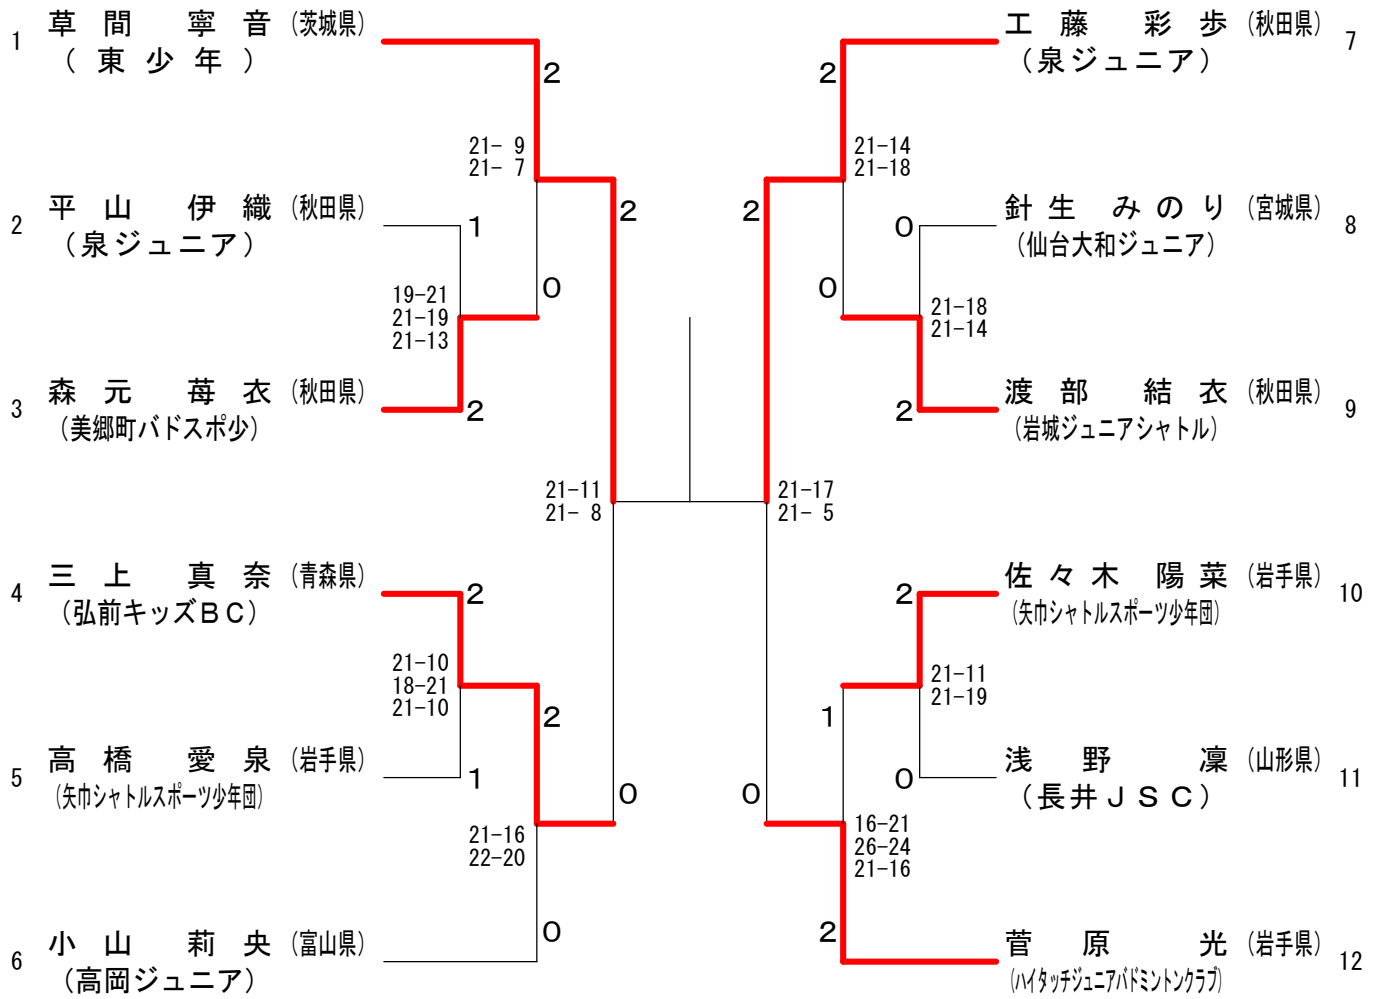 1 草間 寧音 (茨城県)
(東少年)
2
21- 9
21- 7
2 平山 伊織 (秋田県)
(泉ジュニア)
1
2
0
19-21
21-19
21-13
3 森元 苺衣 (秋田県)
(美郷町バドスポ少)
2
21-11
21- 8
4 三上 真奈 (青森県)
(弘前キッズBC)
2
21-10
18-21
21-10
2
5 高橋 愛泉 (岩手県)
(矢巾シャトルスポーツ少年団)
1
0
21-16
22-20
6 小山 莉央 (富山県)
(高岡ジュニア)
0
工藤 彩歩 (秋田県) 7
(泉ジュニア)
2
21-14
21-18
2
針生 みのり (宮城県) 8
(仙台大和ジュニア)
0
0
21-18
21-14
渡部 結衣 (秋田県) 9
(岩城ジュニアシャトル)
2
21-17
21- 5
佐々木 陽菜 (岩手県) 10
(矢巾シャトルスポーツ少年団)
2
21-11
21-19
1
浅野 凜 (山形県) 11
(長井JSC)
0
0
16-21
26-24
21-16
菅原 光 (岩手県) 12
(ハイタッチジュニアバドミントンクラブ)
2